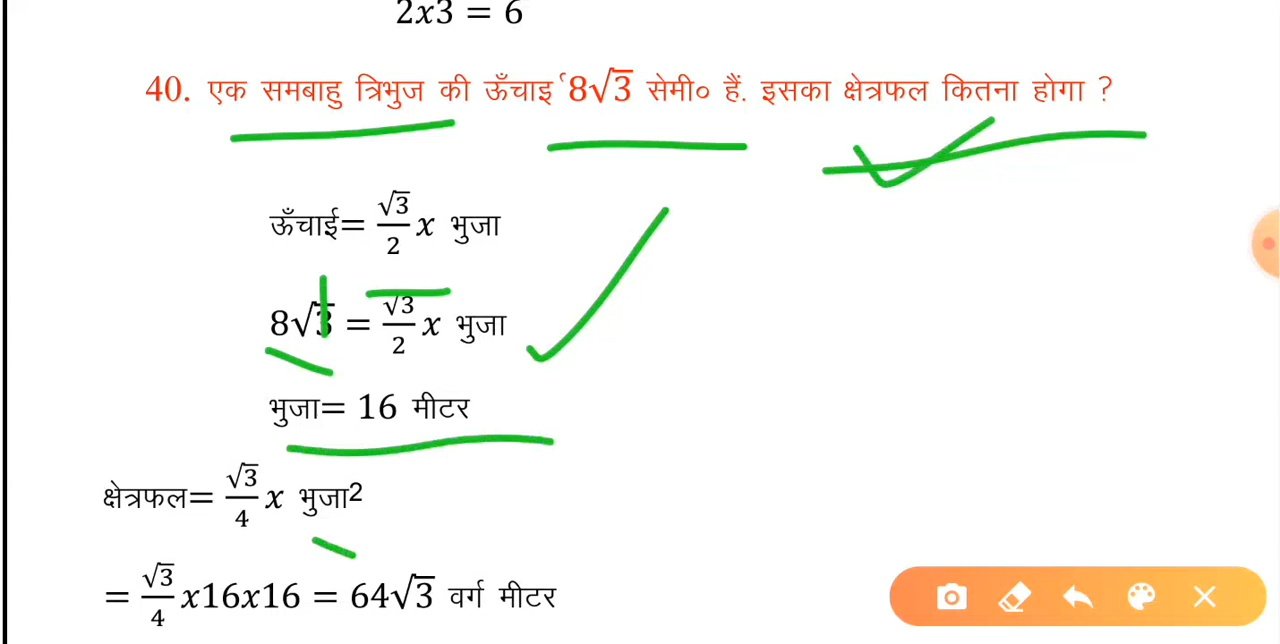 2x3 = 6
40. एक समबाहु त्रिभुज की ऊँचाइ ʿ8√3 सेमी० हैं. इसका क्षेत्रफल कितना होगा ?
ऊँचाई= √3/2 x भुजा
8√3 = √3/2 x भुजा
भुजा= 16 मीटर
क्षेत्रफल= √3/4 x भुजा²
= √3/4 x16x16 = 64√3 वर्ग मीटर